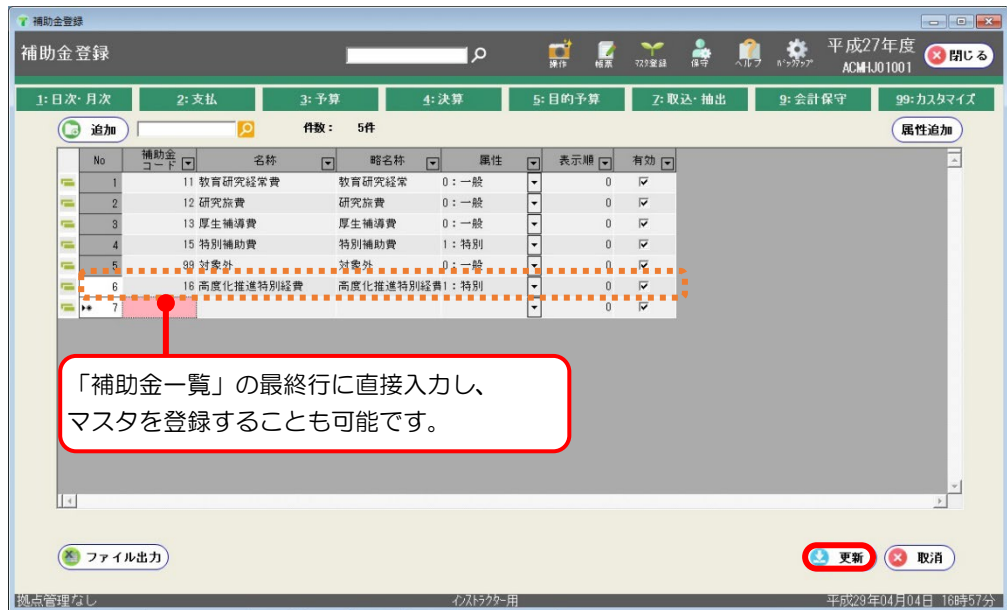 補助金登録
補助金登録
操作 帳票 マスタ登録 保守 ヘルプ バックアップ 平成27年度 ACMHJ01001 閉じる
1:日次・月次 2:支払 3:予算 4:決算 5:目的予算 7:取込・抽出 9:会計保守 99:カスタマイズ
追加 件数： 5件 属性追加
No 補助金コード 名称 略名称 属性 表示順 有効
1 11 教育研究経常費 教育研究経常 0：一般 0
2 12 研究旅費 研究旅費 0：一般 0
3 13 厚生補導費 厚生補導費 0：一般 0
4 15 特別補助費 特別補助費 1：特別 0
5 99 対象外 対象外 0：一般 0
6 16 高度化推進特別経費 高度化推進特別経費 1：特別 0
7 0
「補助金一覧」の最終行に直接入力し、
マスタを登録することも可能です。
ファイル出力 更新 取消
拠点管理なし インストラクター用 平成29年04月04日 16時57分